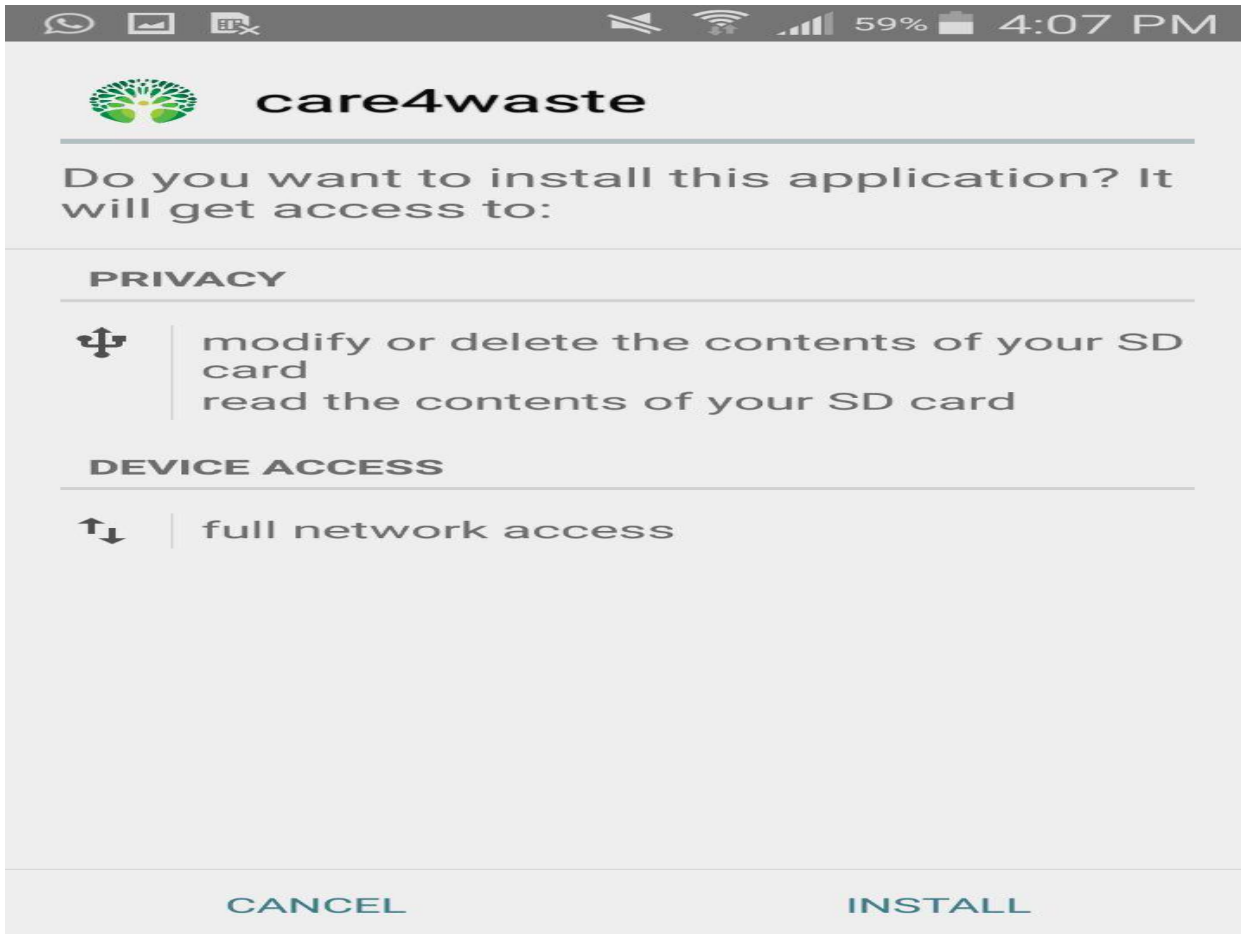 59% 4:07 PM
care4waste
Do you want to install this application? It
will get access to:
PRIVACY
modify or delete the contents of your SD
card
read the contents of your SD card
DEVICE ACCESS
full network access
CANCEL INSTALL